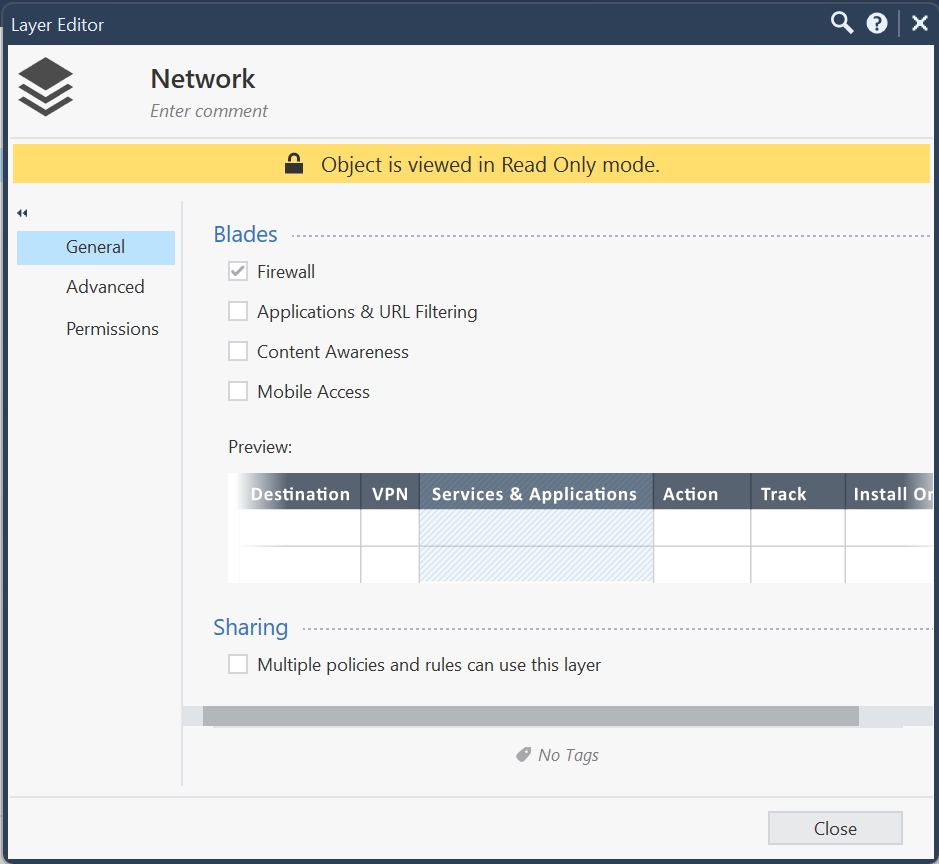 Layer Editor
Network
Enter comment
Object is viewed in Read Only mode.
General
Advanced
Permissions
Blades
Firewall
Applications & URL Filtering
Content Awareness
Mobile Access
Preview:
Destination VPN Services & Applications Action Track Install On
Sharing
Multiple policies and rules can use this layer
No Tags
Close